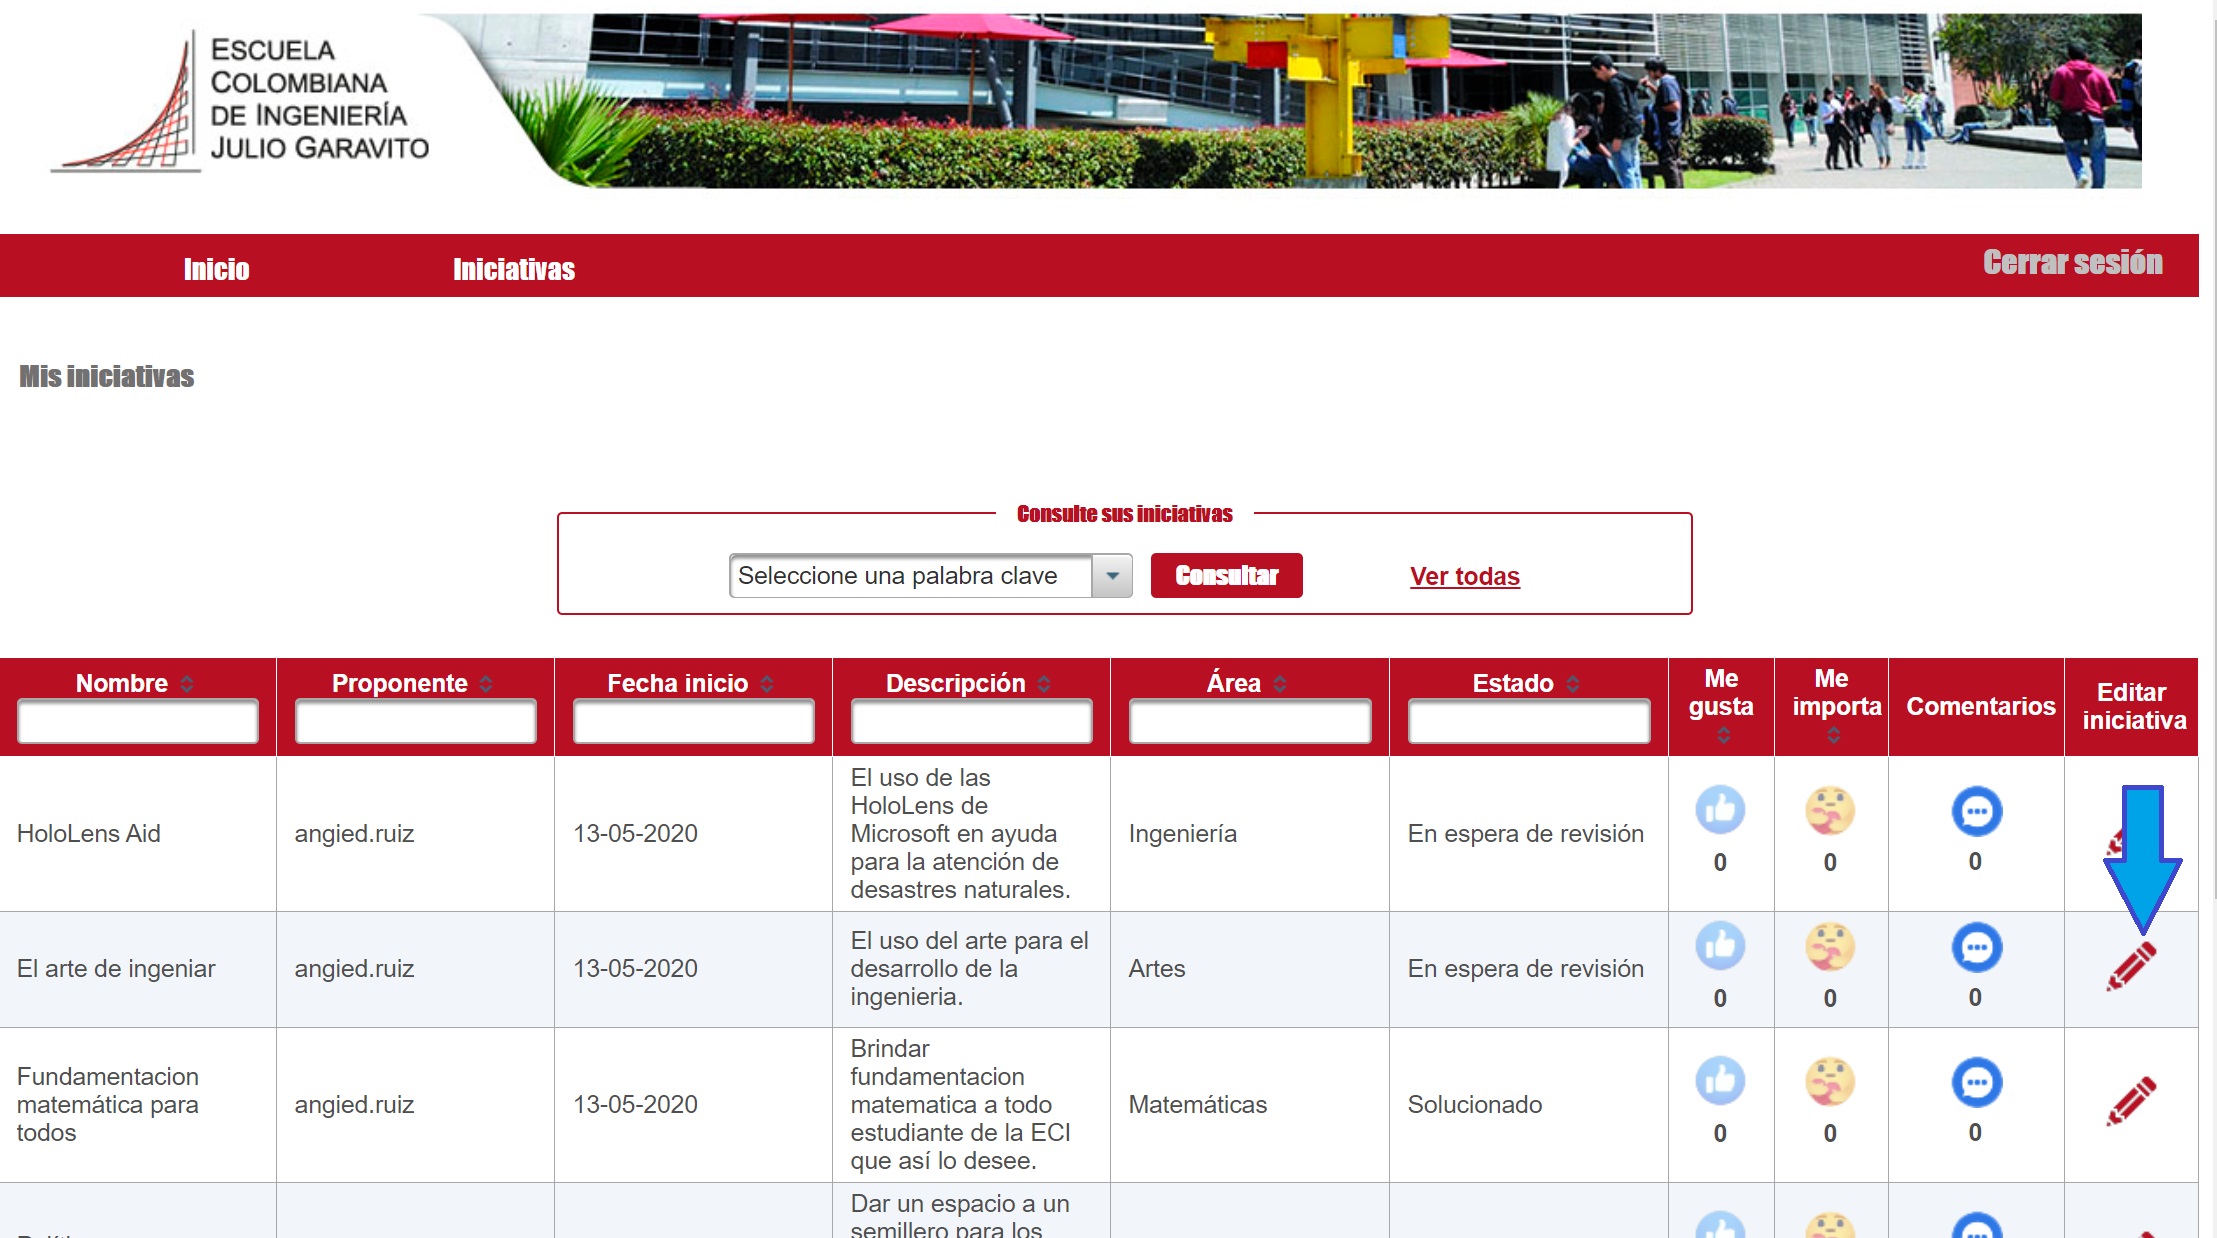 ESCUELA
COLOMBIANA
DE INGENIERÍA
JULIO GARAVITO
Inicio
Iniciativas
Cerrar sesión
Mis iniciativas
Consulte sus iniciativas
Seleccione una palabra clave
Consultar
Ver todas
Nombre
Proponente
Fecha inicio
Descripción
Área
Estado
Me
gusta
Me
importa
Comentarios
Editar
iniciativa
HoloLens Aid
angied.ruiz
13-05-2020
El uso de las
HoloLens de
Microsoft en ayuda
para la atención de
desastres naturales.
Ingeniería
En espera de revisión
0
0
0
El arte de ingeniar
angied.ruiz
13-05-2020
El uso del arte para el
desarrollo de la
ingenieria.
Artes
En espera de revisión
0
0
0
Fundamentacion
matemática para
todos
angied.ruiz
13-05-2020
Brindar
fundamentacion
matematica a todo
estudiante de la ECI
que así lo desee.
Matemáticas
Solucionado
0
0
0
Dar un espacio a un
semillero para los